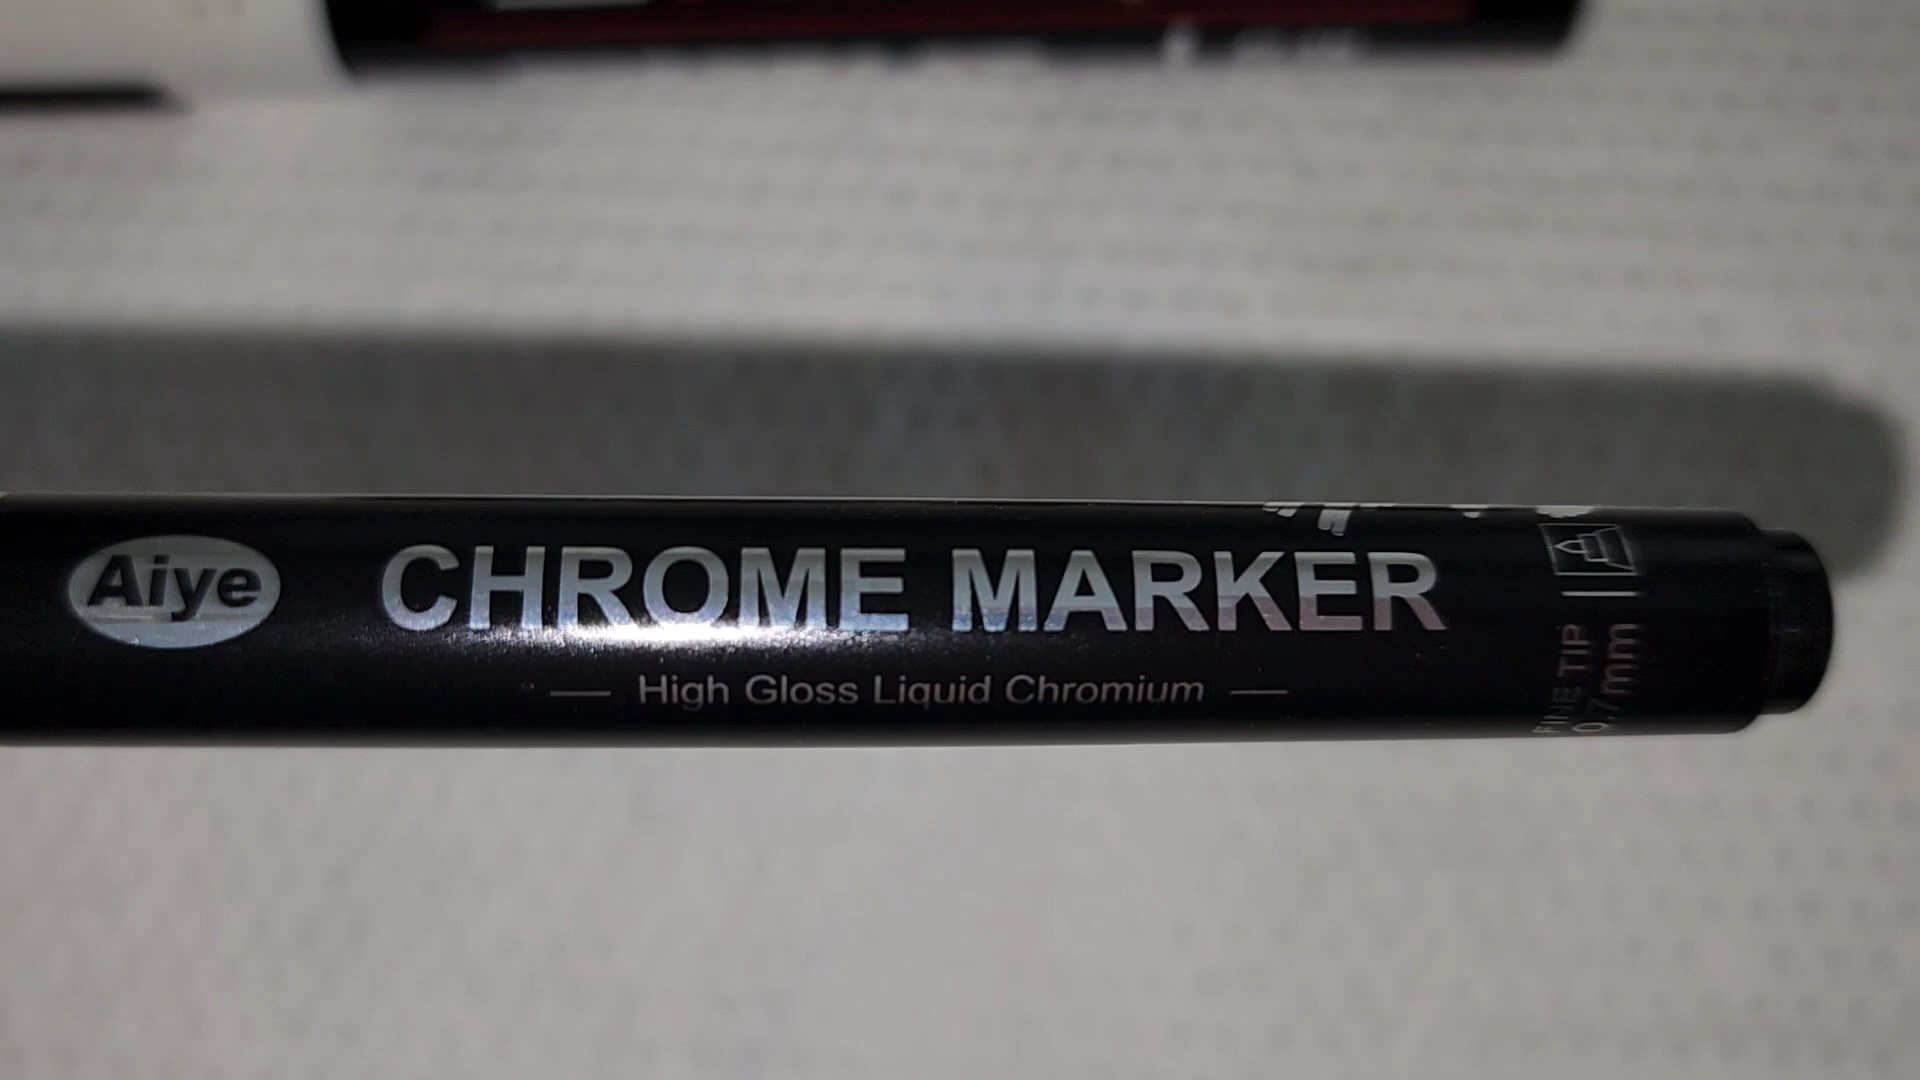 Aiye
CHROME MARKER
High Gloss Liquid Chromium
FINE TIP
0.7mm